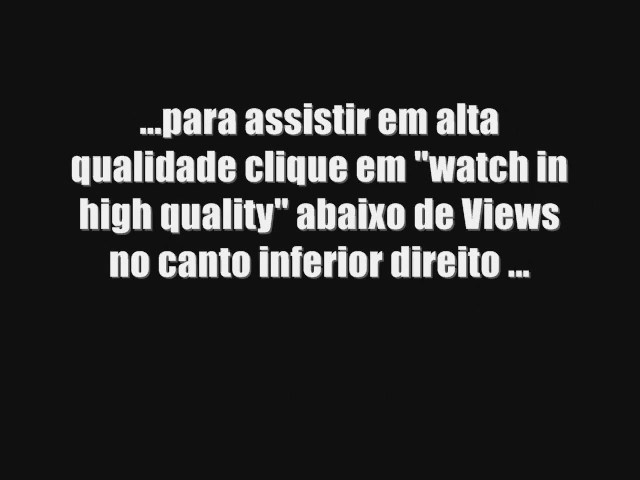 ...para assistir em alta
qualidade clique em "watch in
high quality" abaixo de Views
no canto inferior direito ...